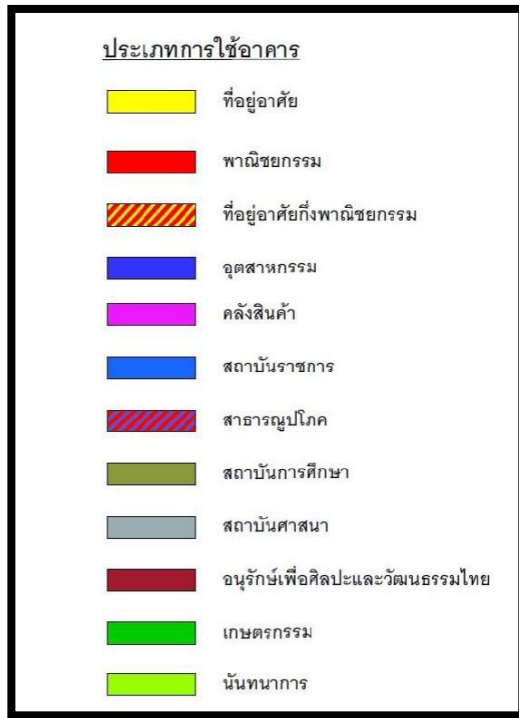 ประเภทการใช้อาคาร
ที่อยู่อาศัย
พาณิชยกรรม
ที่อยู่อาศัยกึ่งพาณิชยกรรม
อุตสาหกรรม
คลังสินค้า
สถาบันราชการ
สาธารณูปโภค
สถาบันการศึกษา
สถาบันศาสนา
อนุรักษ์เพื่อศิลปะและวัฒนธรรมไทย
เกษตรกรรม
นันทนาการ